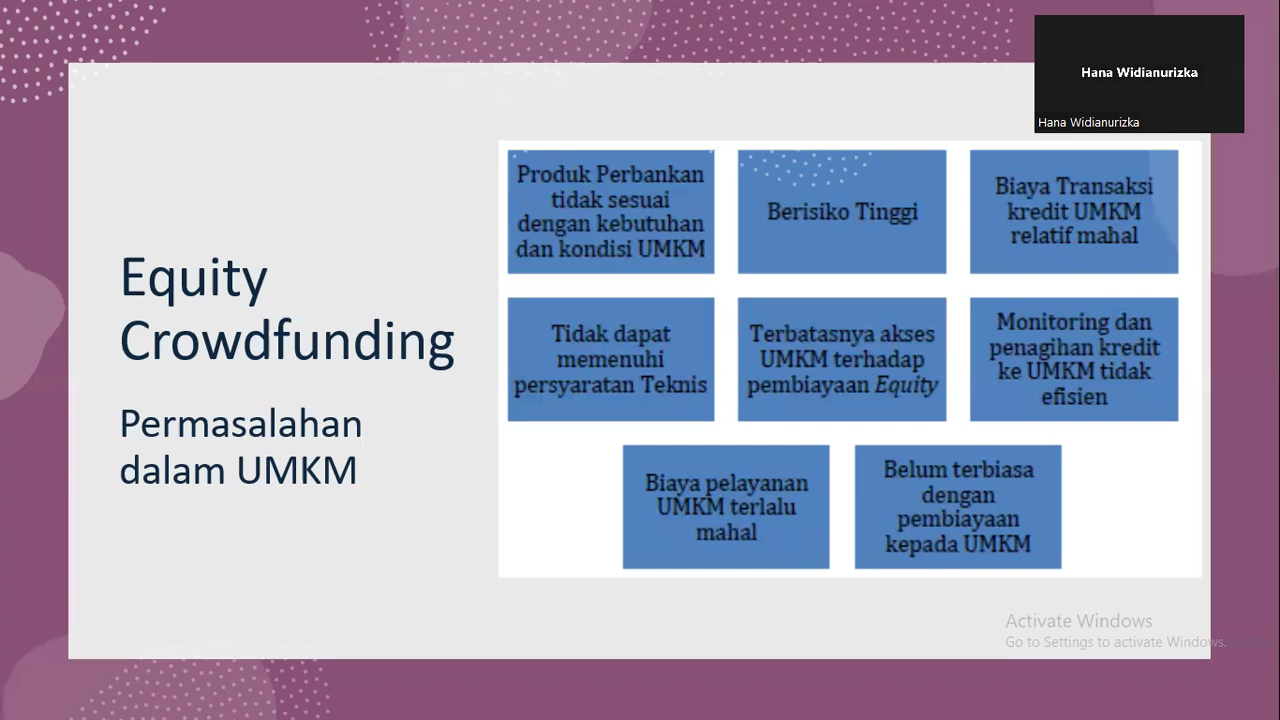 Hana Widianurizka
Hana Widianurizka
Equity
Crowdfunding
Permasalahan
dalam UMKM
Produk Perbankan
tidak sesuai
dengan kebutuhan
dan kondisi UMKM
Berisiko Tinggi
Biaya Transaksi
kredit UMKM
relatif mahal
Tidak dapat
memenuhi
persyaratan Teknis
Terbatasnya akses
UMKM terhadap
pembiayaan Equity
Monitoring dan
penagihan kredit
ke UMKM tidak
efisien
Biaya pelayanan
UMKM terlalu
mahal
Belum terbiasa
dengan
pembiayaan
kepada UMKM
Activate Windows
Go to Settings to activate Windows.